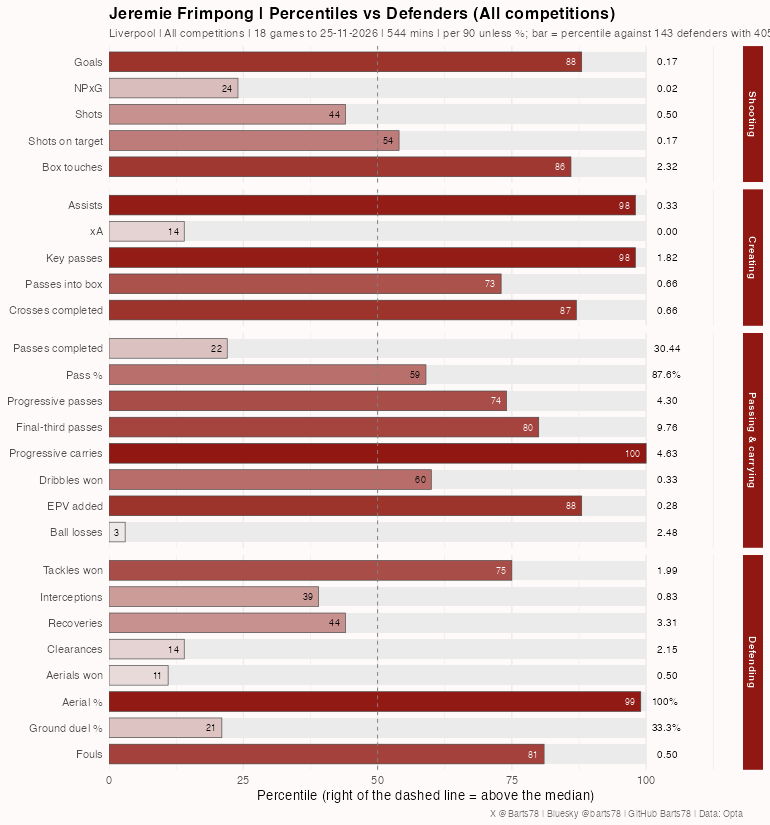 Jeremie Frimpong | Percentiles vs Defenders (All competitions)
Liverpool | All competitions | 18 games to 25-11-2026 | 544 mins | per 90 unless %; bar = percentile against 143 defenders with 405
Goals 88 0.17
NPxG 24 0.02
Shots 44 0.50
Shots on target 54 0.17
Box touches 86 2.32
Shooting
Assists 98 0.33
xA 14 0.00
Key passes 98 1.82
Passes into box 73 0.66
Crosses completed 87 0.66
Creating
Passes completed 22 30.44
Pass % 59 87.6%
Progressive passes 74 4.30
Final-third passes 80 9.76
Progressive carries 100 4.63
Dribbles won 60 0.33
EPV added 88 0.28
Ball losses 3 2.48
Passing & carrying
Tackles won 75 1.99
Interceptions 39 0.83
Recoveries 44 3.31
Clearances 14 2.15
Aerials won 11 0.50
Aerial % 99 100%
Ground duel % 21 33.3%
Fouls 81 0.50
Defending
0 25 50 75 100
Percentile (right of the dashed line = above the median)
X @Barts78 | Bluesky @barts78 | GitHub Barts78 | Data: Opta